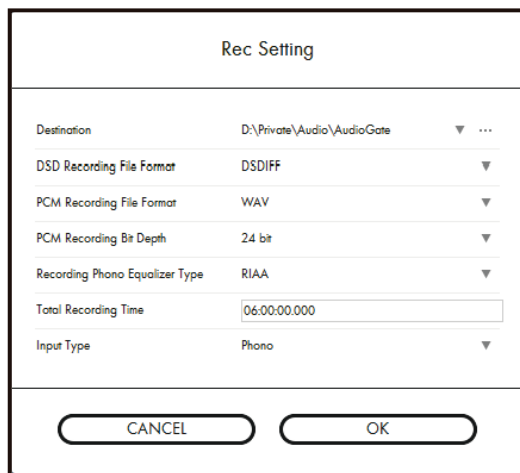 Rec Setting
Destination D:\Private\Audio\AudioGate ▼ ...
DSD Recording File Format DSDIFF ▼
PCM Recording File Format WAV ▼
PCM Recording Bit Depth 24 bit ▼
Recording Phono Equalizer Type RIAA ▼
Total Recording Time 06:00:00.000
Input Type Phono ▼
CANCEL OK